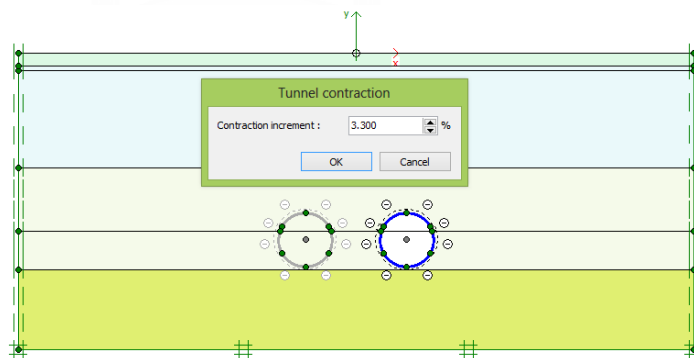 y
x
Tunnel contraction
Contraction increment :
3.300
%
OK
Cancel